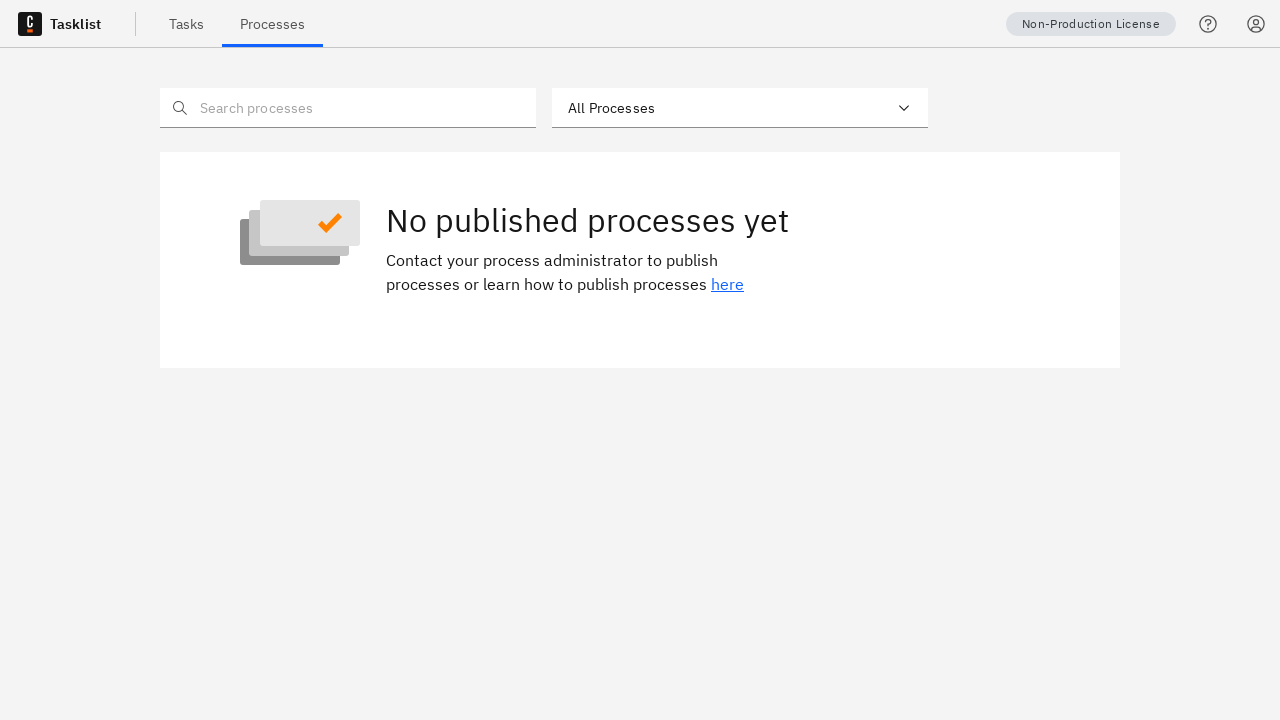 Tasklist
Tasks
Processes
Non-Production License
Search processes
All Processes
No published processes yet
Contact your process administrator to publish
processes or learn how to publish processes here